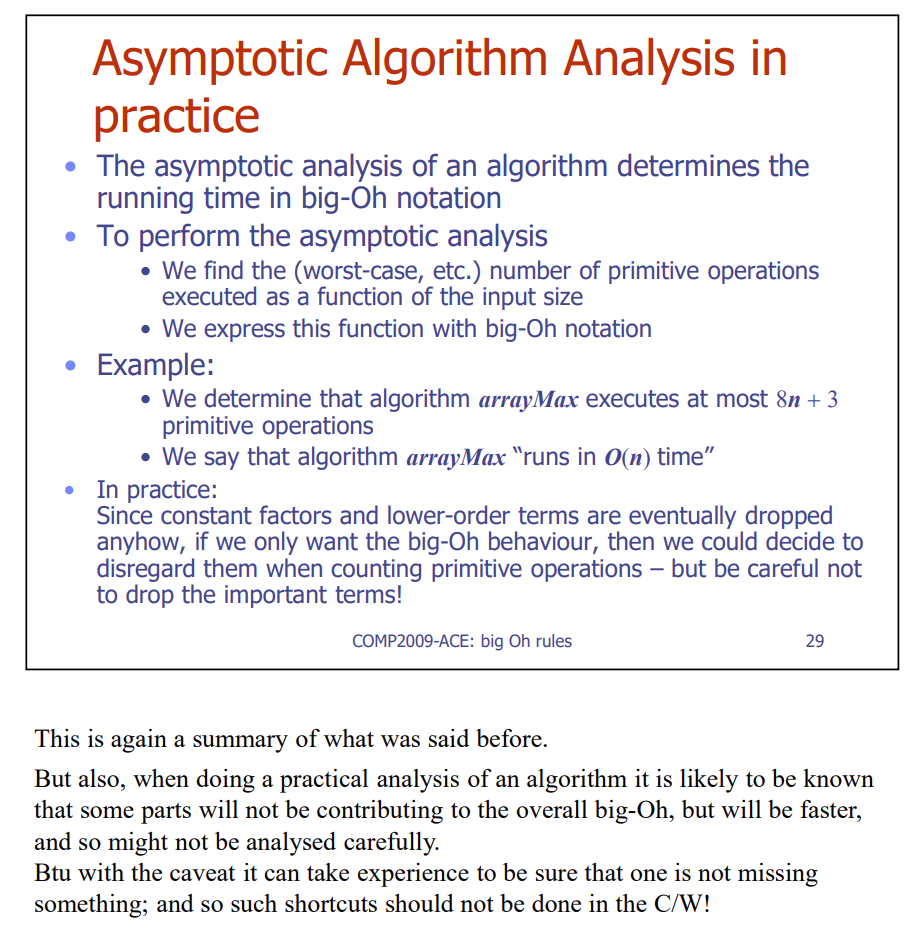 Asymptotic Algorithm Analysis in
practice
• The asymptotic analysis of an algorithm determines the
running time in big-Oh notation
• To perform the asymptotic analysis
• We find the (worst-case, etc.) number of primitive operations
executed as a function of the input size
• We express this function with big-Oh notation
• Example:
• We determine that algorithm arrayMax executes at most 8n + 3
primitive operations
• We say that algorithm arrayMax “runs in O(n) time”
• In practice:
Since constant factors and lower-order terms are eventually dropped
anyhow, if we only want the big-Oh behaviour, then we could decide to
disregard them when counting primitive operations – but be careful not
to drop the important terms!
COMP2009-ACE: big Oh rules 29
This is again a summary of what was said before.
But also, when doing a practical analysis of an algorithm it is likely to be known
that some parts will not be contributing to the overall big-Oh, but will be faster,
and so might not be analysed carefully.
Btu with the caveat it can take experience to be sure that one is not missing
something; and so such shortcuts should not be done in the C/W!